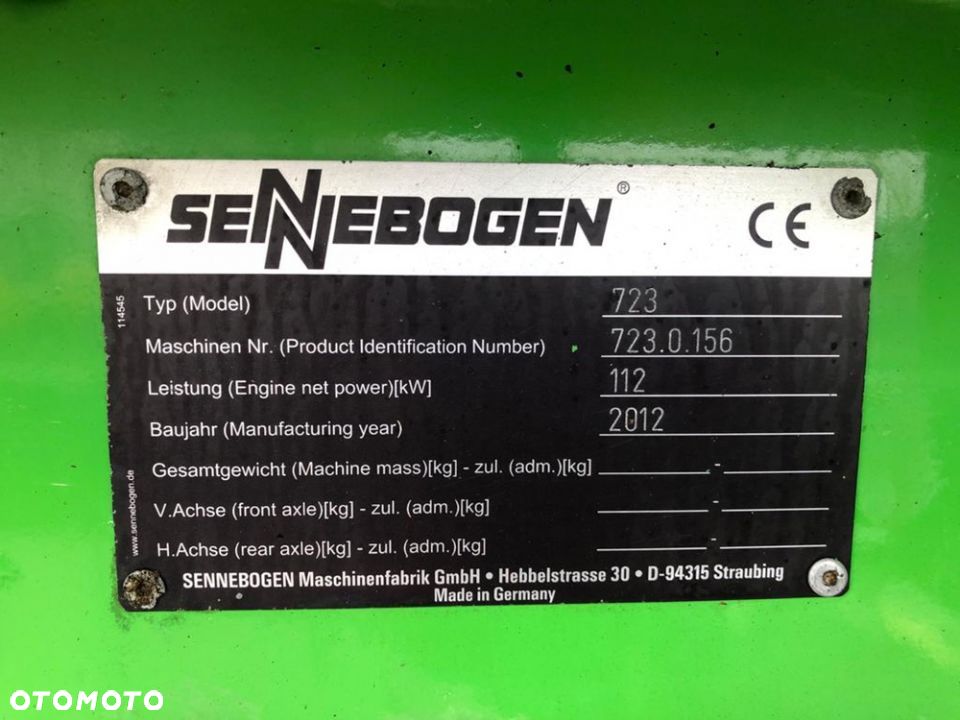 SENNEBOGEN ® CE
Typ (Model) 723
Maschinen Nr. (Product Identification Number) 723.0.156
Leistung (Engine net power)[kW] 112
Baujahr (Manufacturing year) 2012
Gesamtgewicht (Machine mass)[kg] - zul. (adm.)[kg] -
V.Achse (front axle)[kg] - zul. (adm.)[kg] -
H.Achse (rear axle)[kg] - zul. (adm.)[kg] -
SENNEBOGEN Maschinenfabrik GmbH • Hebbelstrasse 30 • D-94315 Straubing
Made in Germany
114545
www.sennebogen.de
OTOMOTO